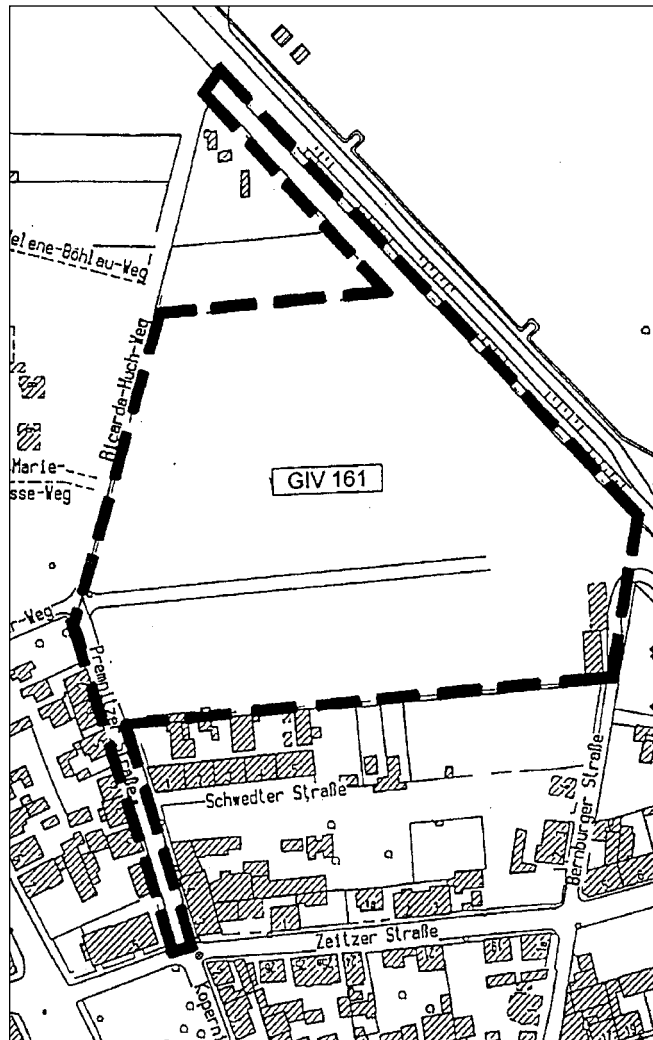 Helene-Böhlau-Weg
Ricarda-Huch-Weg
Marie-
sse-Weg
GIV 161
r-Weg
Premnitzer
Straße
Schwedter Straße
Bernburger Straße
Zeitzer Straße
Kopern